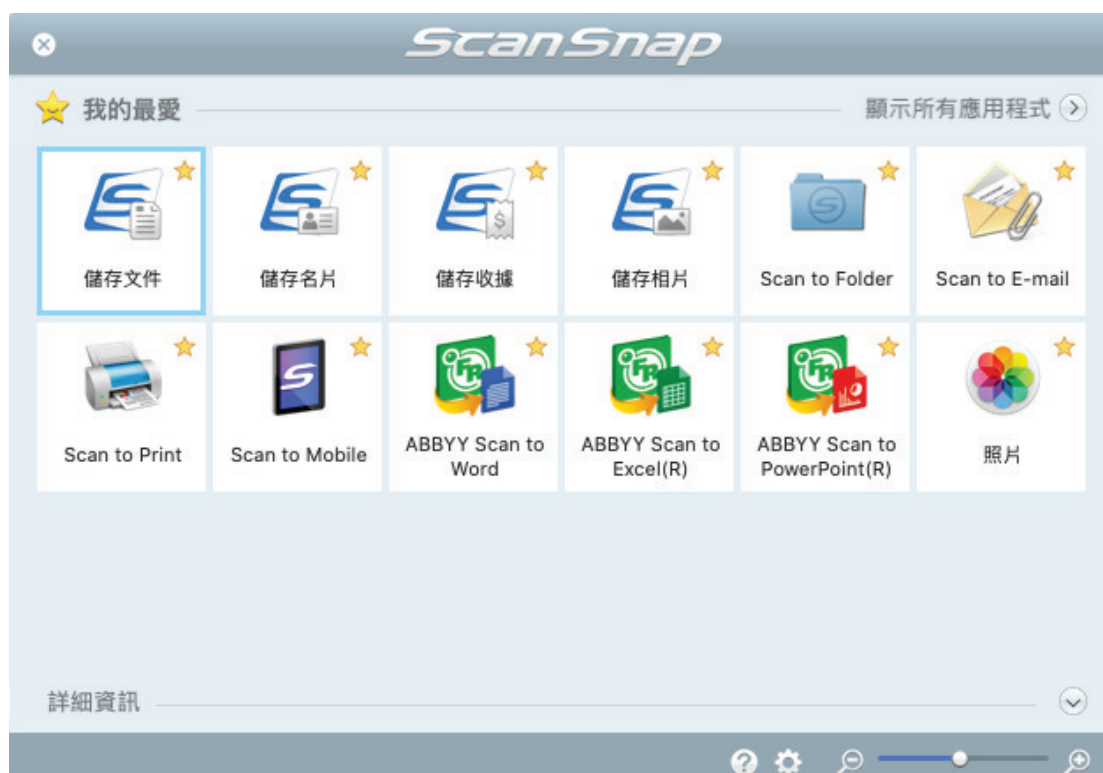 ScanSnap
我的最愛
顯示所有應用程式
儲存文件
儲存名片
儲存收據
儲存相片
Scan to Folder
Scan to E-mail
Scan to Print
Scan to Mobile
ABBYY Scan to
Word
ABBYY Scan to
Excel(R)
ABBYY Scan to
PowerPoint(R)
照片
詳細資訊